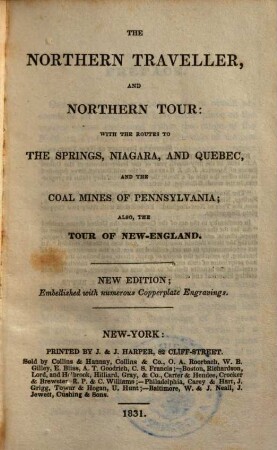 THE
NORTHERN TRAVELLER,
AND
NORTHERN TOUR:
WITH THE ROUTES TO
THE SPRINGS, NIAGARA, AND QUEBEC,
AND THE
COAL MINES OF PENNSYLVANIA;
ALSO, THE
TOUR OF NEW-ENGLAND.
NEW EDITION;
Embellished with numerous Copperplate Engravings.
NEW-YORK:
PRINTED BY J. & J. HARPER, 82 CLIFF-STREET.
Sold by Collins & Hannay, Collins & Co., O. A. Roorbach, W. B.
Gilley, E. Bliss, A. T. Goodrich, C. S. Francis;—Boston, Richardson,
Lord, and Holbrook, Hilliard, Gray, & Co., Carter & Hendee, Crocker
& Brewster R. P. & C. Williams;—Philadelphia, Carey & Hart, J.
Grigg, Towar & Hogan, U. Hunt;—Baltimore, W. & J. Neall, J.
Jewett, Cushing & Sons.
1831.